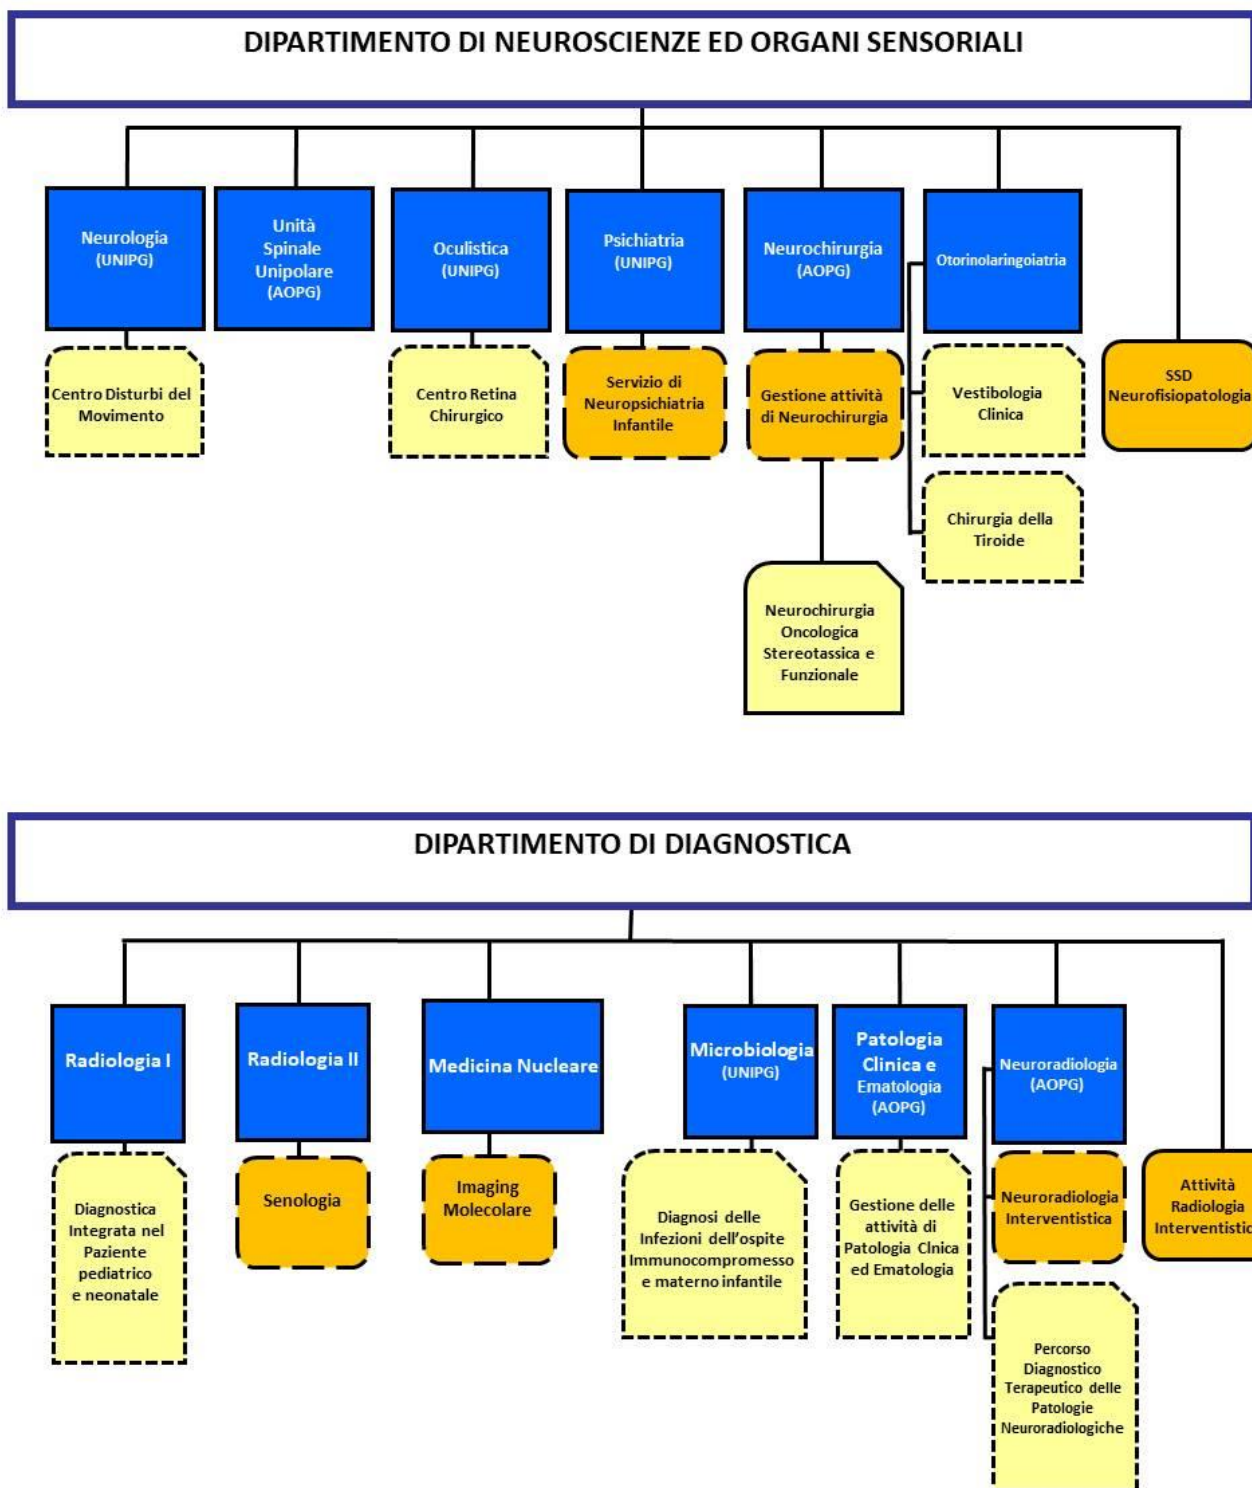 DIPARTIMENTO DI NEUROSCIENZE ED ORGANI SENSORIALI
Neurologia
(UNIPG)
Unità
Spinale
Unipolare
(AOPG)
Oculistica
(UNIPG)
Psichiatria
(UNIPG)
Neurochirurgia
(AOPG)
Otorinolaringoiatria
Centro Disturbi del
Movimento
Centro Retina
Chirurgico
Servizio di
Neuropsichiatria
Infantile
Gestione attività
di Neurochirurgia
Vestibologia
Clinica
SSD
Neurofisiopatologia
Chirurgia della
Tiroide
Neurochirurgia
Oncologica
Stereotassica e
Funzionale
DIPARTIMENTO DI DIAGNOSTICA
Radiologia I
Radiologia II
Medicina Nucleare
Microbiologia
(UNIPG)
Patologia
Clinica e
Ematologia
(AOPG)
Neuroradiologia
(AOPG)
Diagnostica
Integrata nel
Paziente
pediatrico
e neonatale
Senologia
Imaging
Molecolare
Diagnosi delle
Infezioni dell'ospite
Immunocompromesso
e materno infantile
Gestione delle
attività di
Patologia Clnica
ed Ematologia
Neuroradiologia
Interventistica
Attività
Radiologia
Interventistic
Percorso
Diagnostico
Terapeutico delle
Patologie
Neuroradiologiche